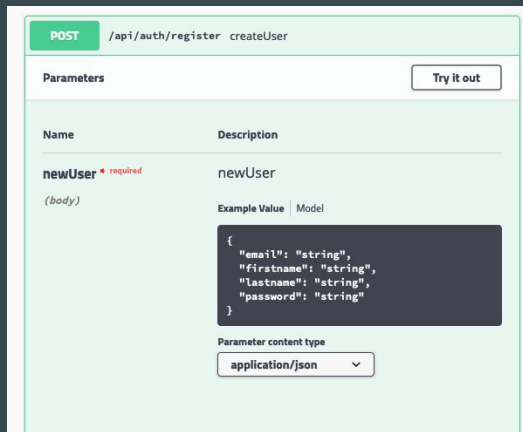 POST /api/auth/register createUser
Parameters
Try it out
Name Description
newUser * required newUser
(body)
Example Value Model
{
"email": "string",
"firstname": "string",
"lastname": "string",
"password": "string"
}
Parameter content type
application/json